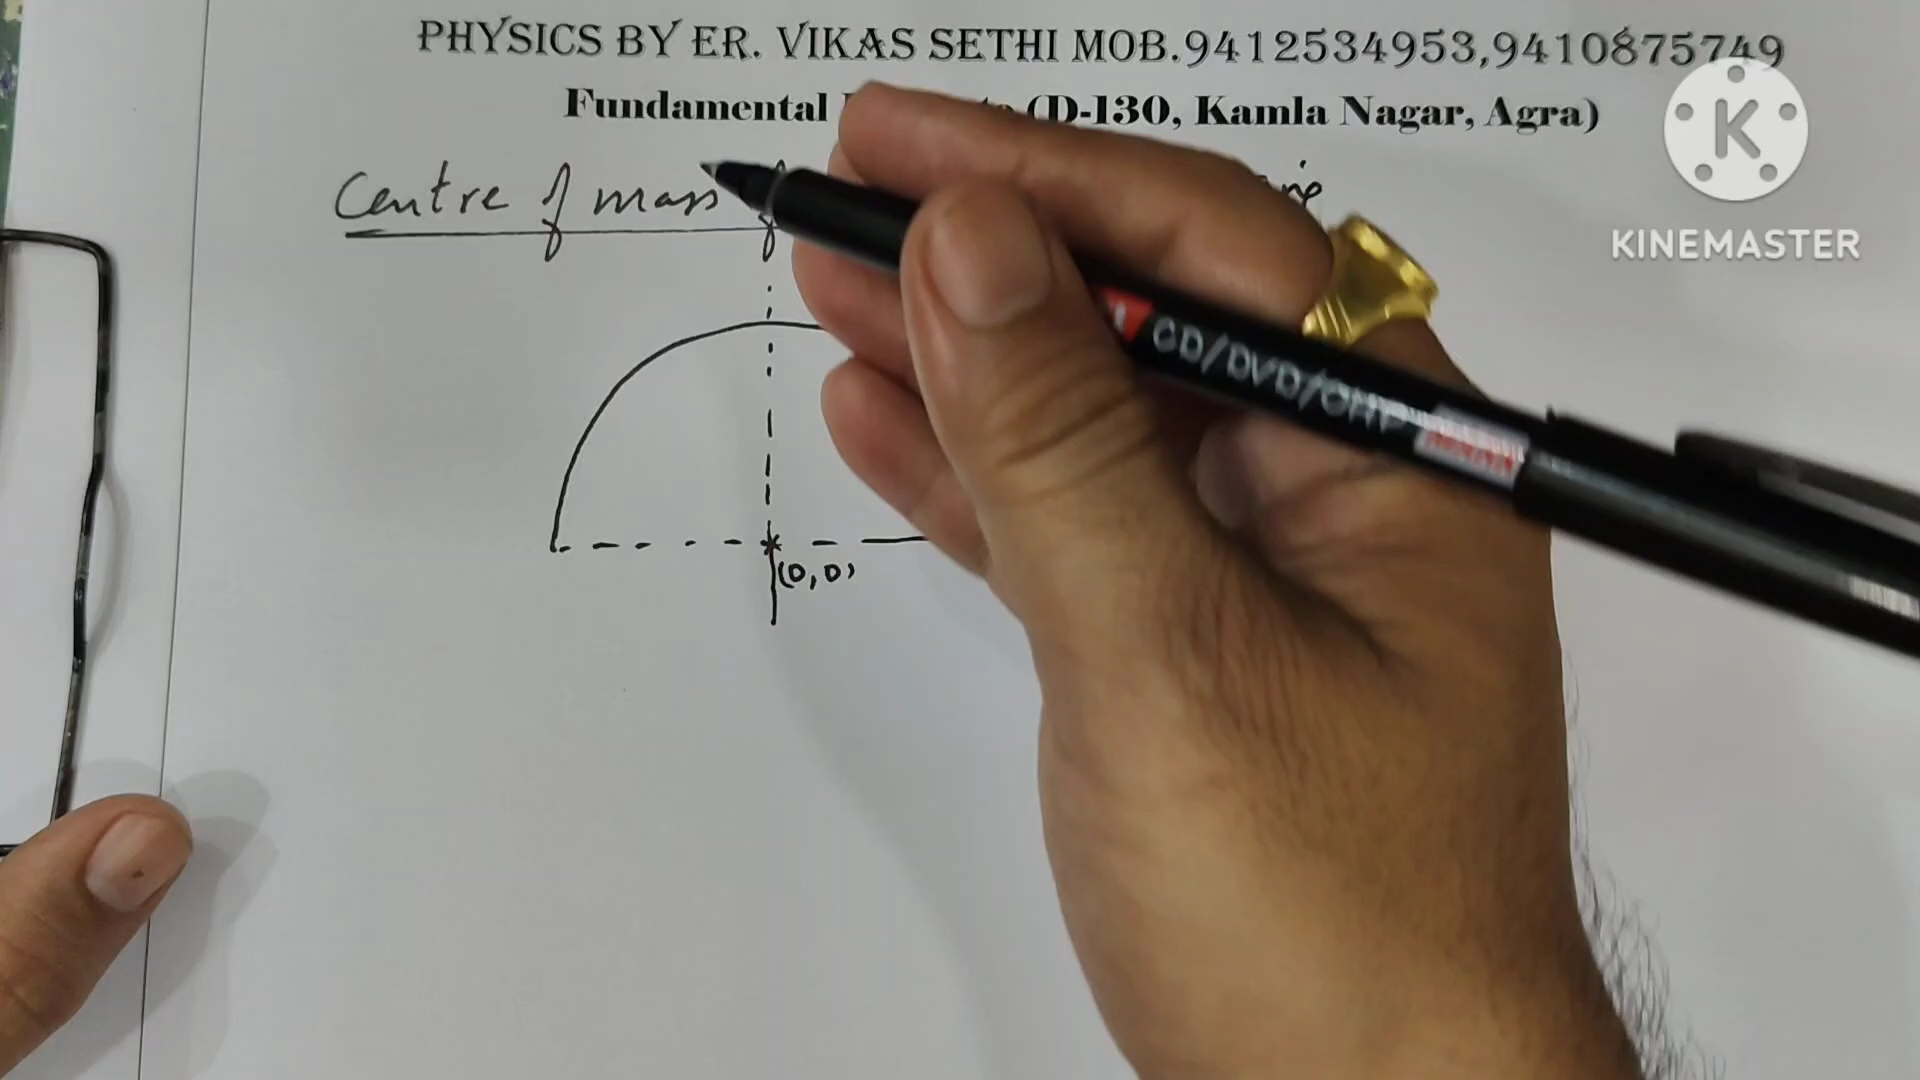 PHYSICS BY ER. VIKAS SETHI MOB.9412534953,9410875749
Fundamental (D-130, Kamla Nagar, Agra)
K
KINEMASTER
Centre of mass of
CD/DVD/OHP
(0,0)